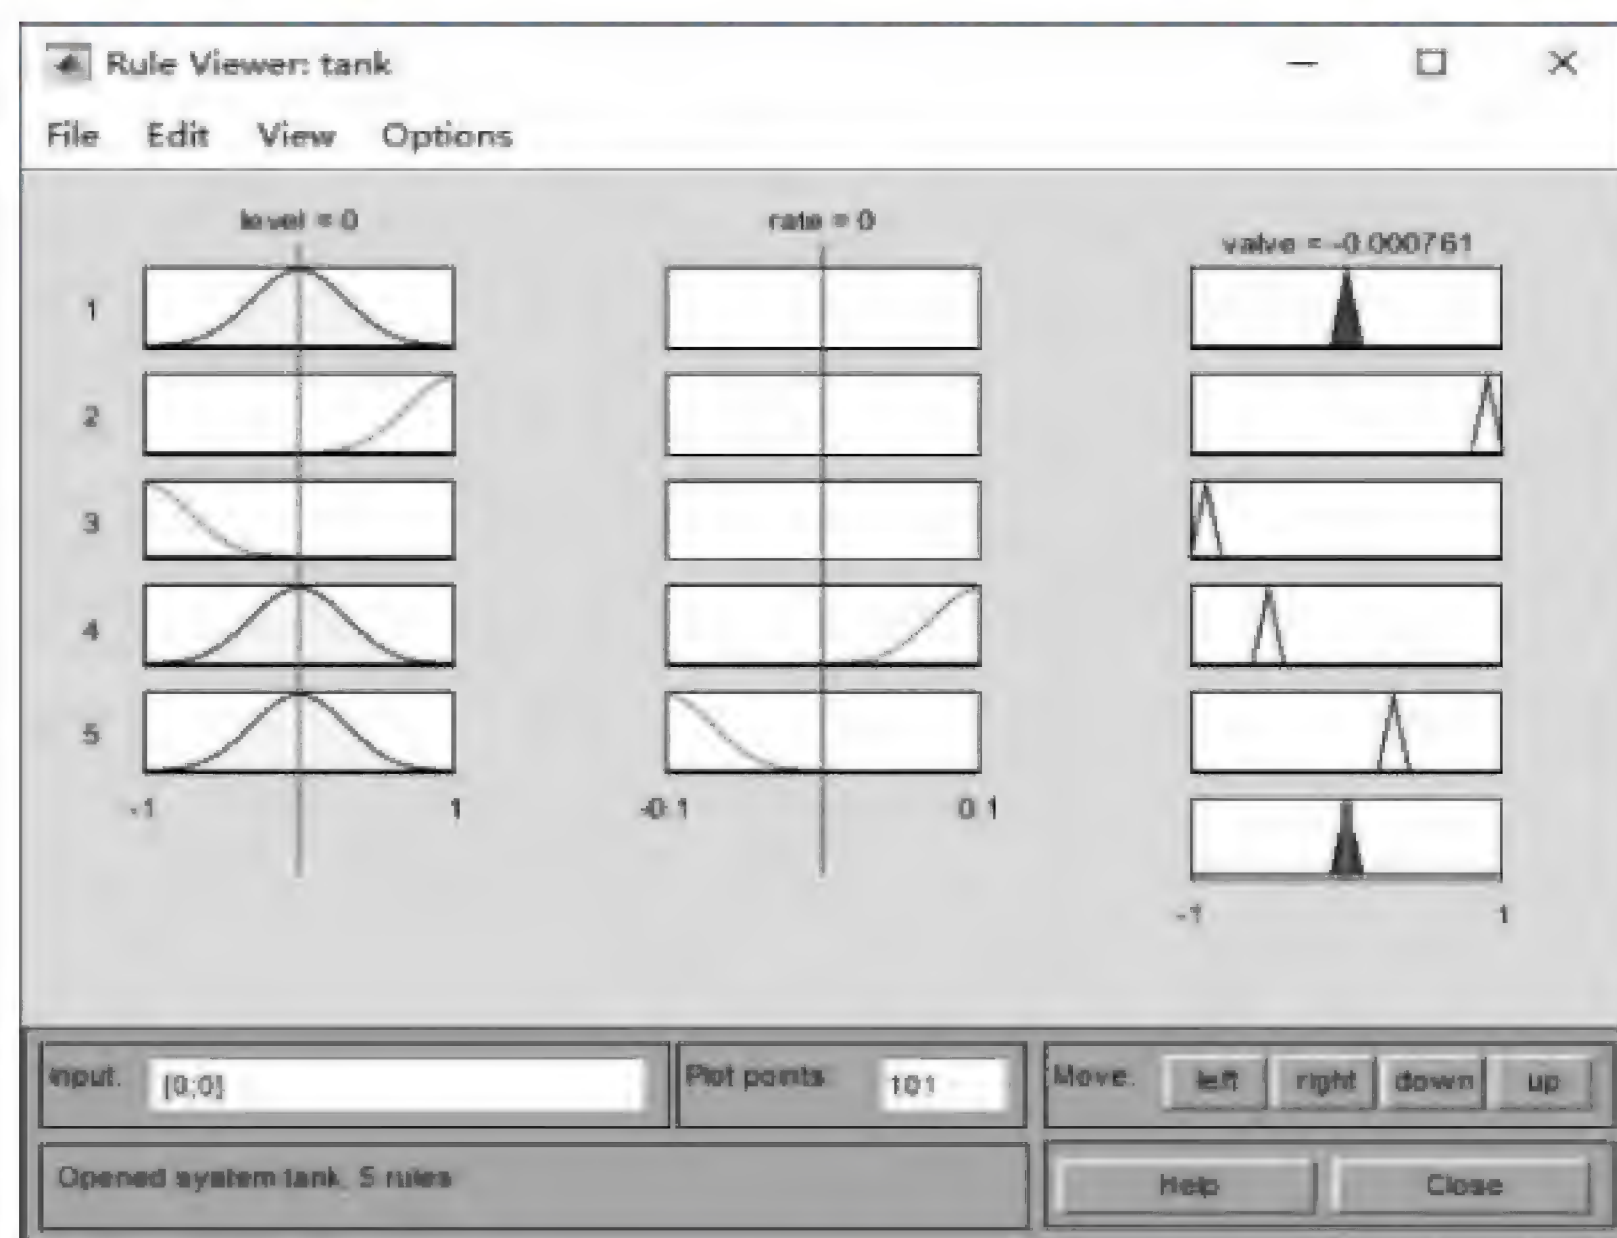 Rule Viewer: tank
File Edit View Options
level = 0 rate = 0 valve = -0.000761
1
2
3
4
5
-1 1 -0.1 0.1
-1 1
Input: [0;0] Plot points: 101 Move: left right down up
Opened system tank, 5 rules Help Close